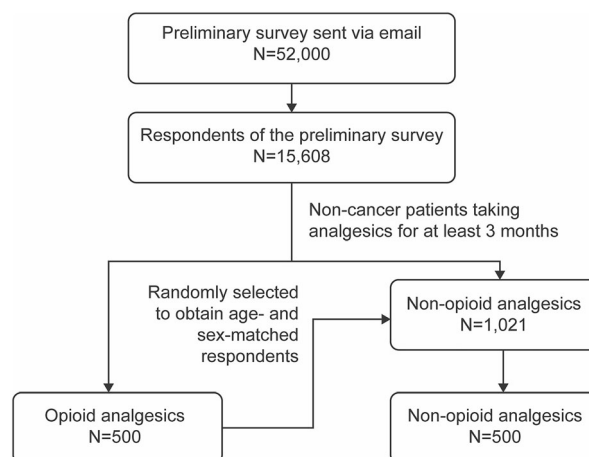 Preliminary survey sent via email
N=52,000
Respondents of the preliminary survey
N=15,608
Non-cancer patients taking
analgesics for at least 3 months
Randomly selected
to obtain age- and
sex-matched
respondents
Non-opioid analgesics
N=1,021
Opioid analgesics
N=500
Non-opioid analgesics
N=500